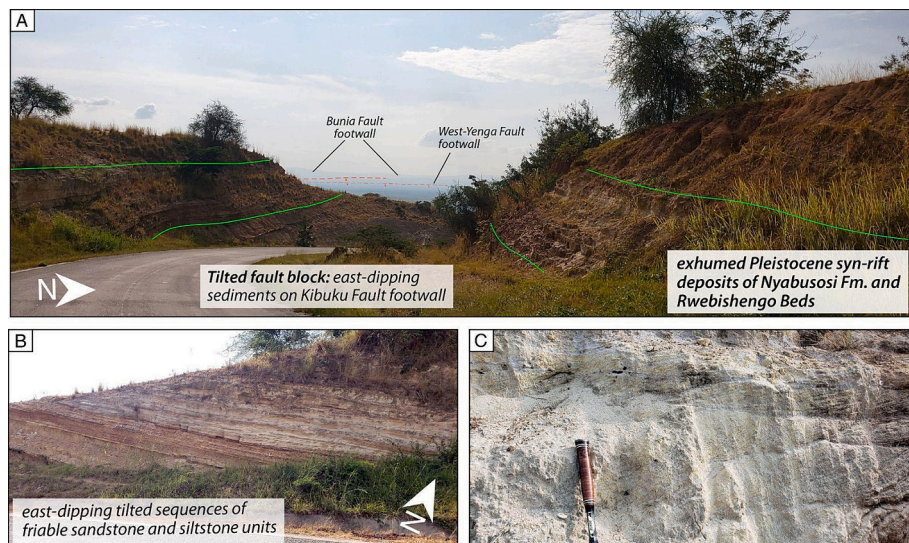 A
Bunia Fault
footwall
West-Yenga Fault
footwall
N
Tilted fault block: east-dipping
sediments on Kibuku Fault footwall
exhumed Pleistocene syn-rift
deposits of Nyabusosi Fm. and
Rwebishengo Beds
B
east-dipping tilted sequences of
friable sandstone and siltstone units
N
C